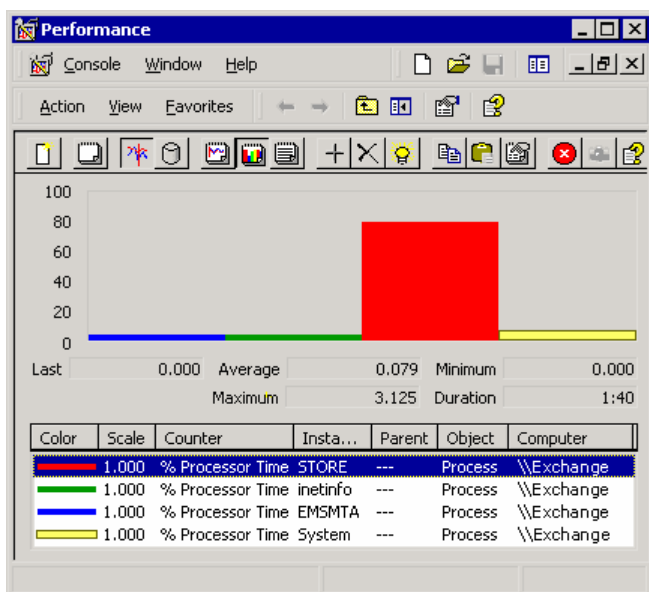 Performance
Console Window Help
Action View Favorites
100
80
60
40
20
0
Last 0.000 Average 0.079 Minimum 0.000
Maximum 3.125 Duration 1:40
Color Scale Counter Insta... Parent Object Computer
1.000 % Processor Time STORE --- Process \\Exchange
1.000 % Processor Time inetinfo --- Process \\Exchange
1.000 % Processor Time EMSMTA --- Process \\Exchange
1.000 % Processor Time System --- Process \\Exchange